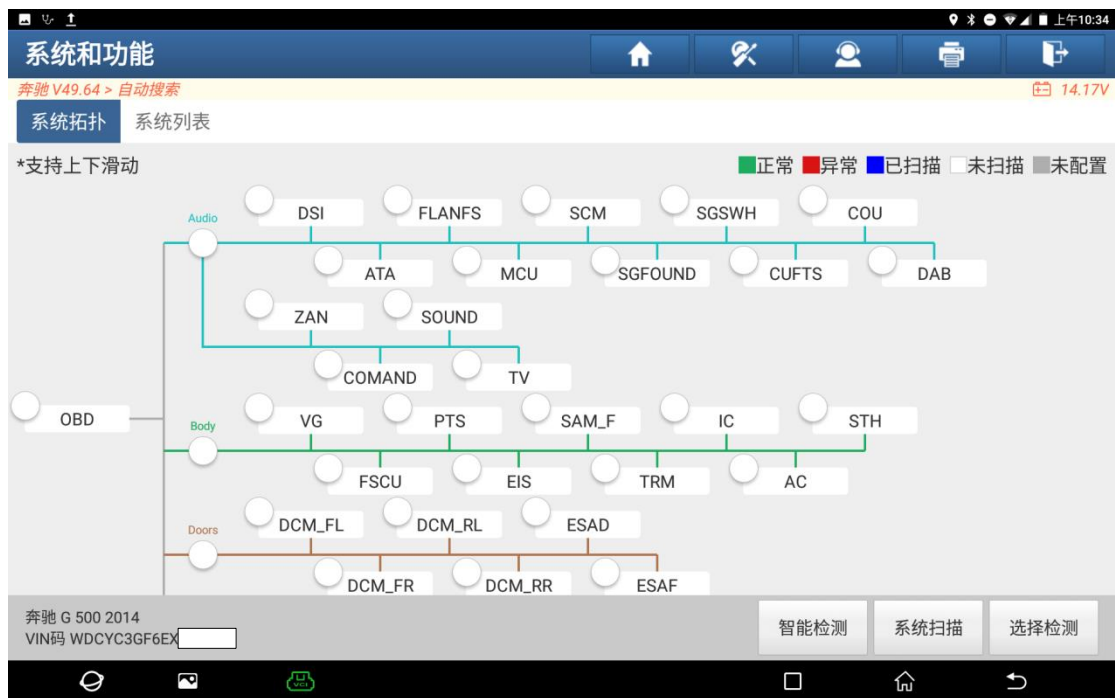 上午10:34
系统和功能
奔驰 V49.64 > 自动搜索
14.17V
系统拓扑 系统列表
*支持上下滑动
正常 异常 已扫描 未扫描 未配置
Audio
DSI FLANFS SCM SGSWH COU
ATA MCU SGFOUND CUFTS DAB
ZAN SOUND
COMAND TV
OBD
Body
VG PTS SAM_F IC STH
FSCU EIS TRM AC
Doors
DCM_FL DCM_RL ESAD
DCM_FR DCM_RR ESAF
奔驰 G 500 2014
VIN码 WDCYC3GF6EX
智能检测 系统扫描 选择检测
VCI